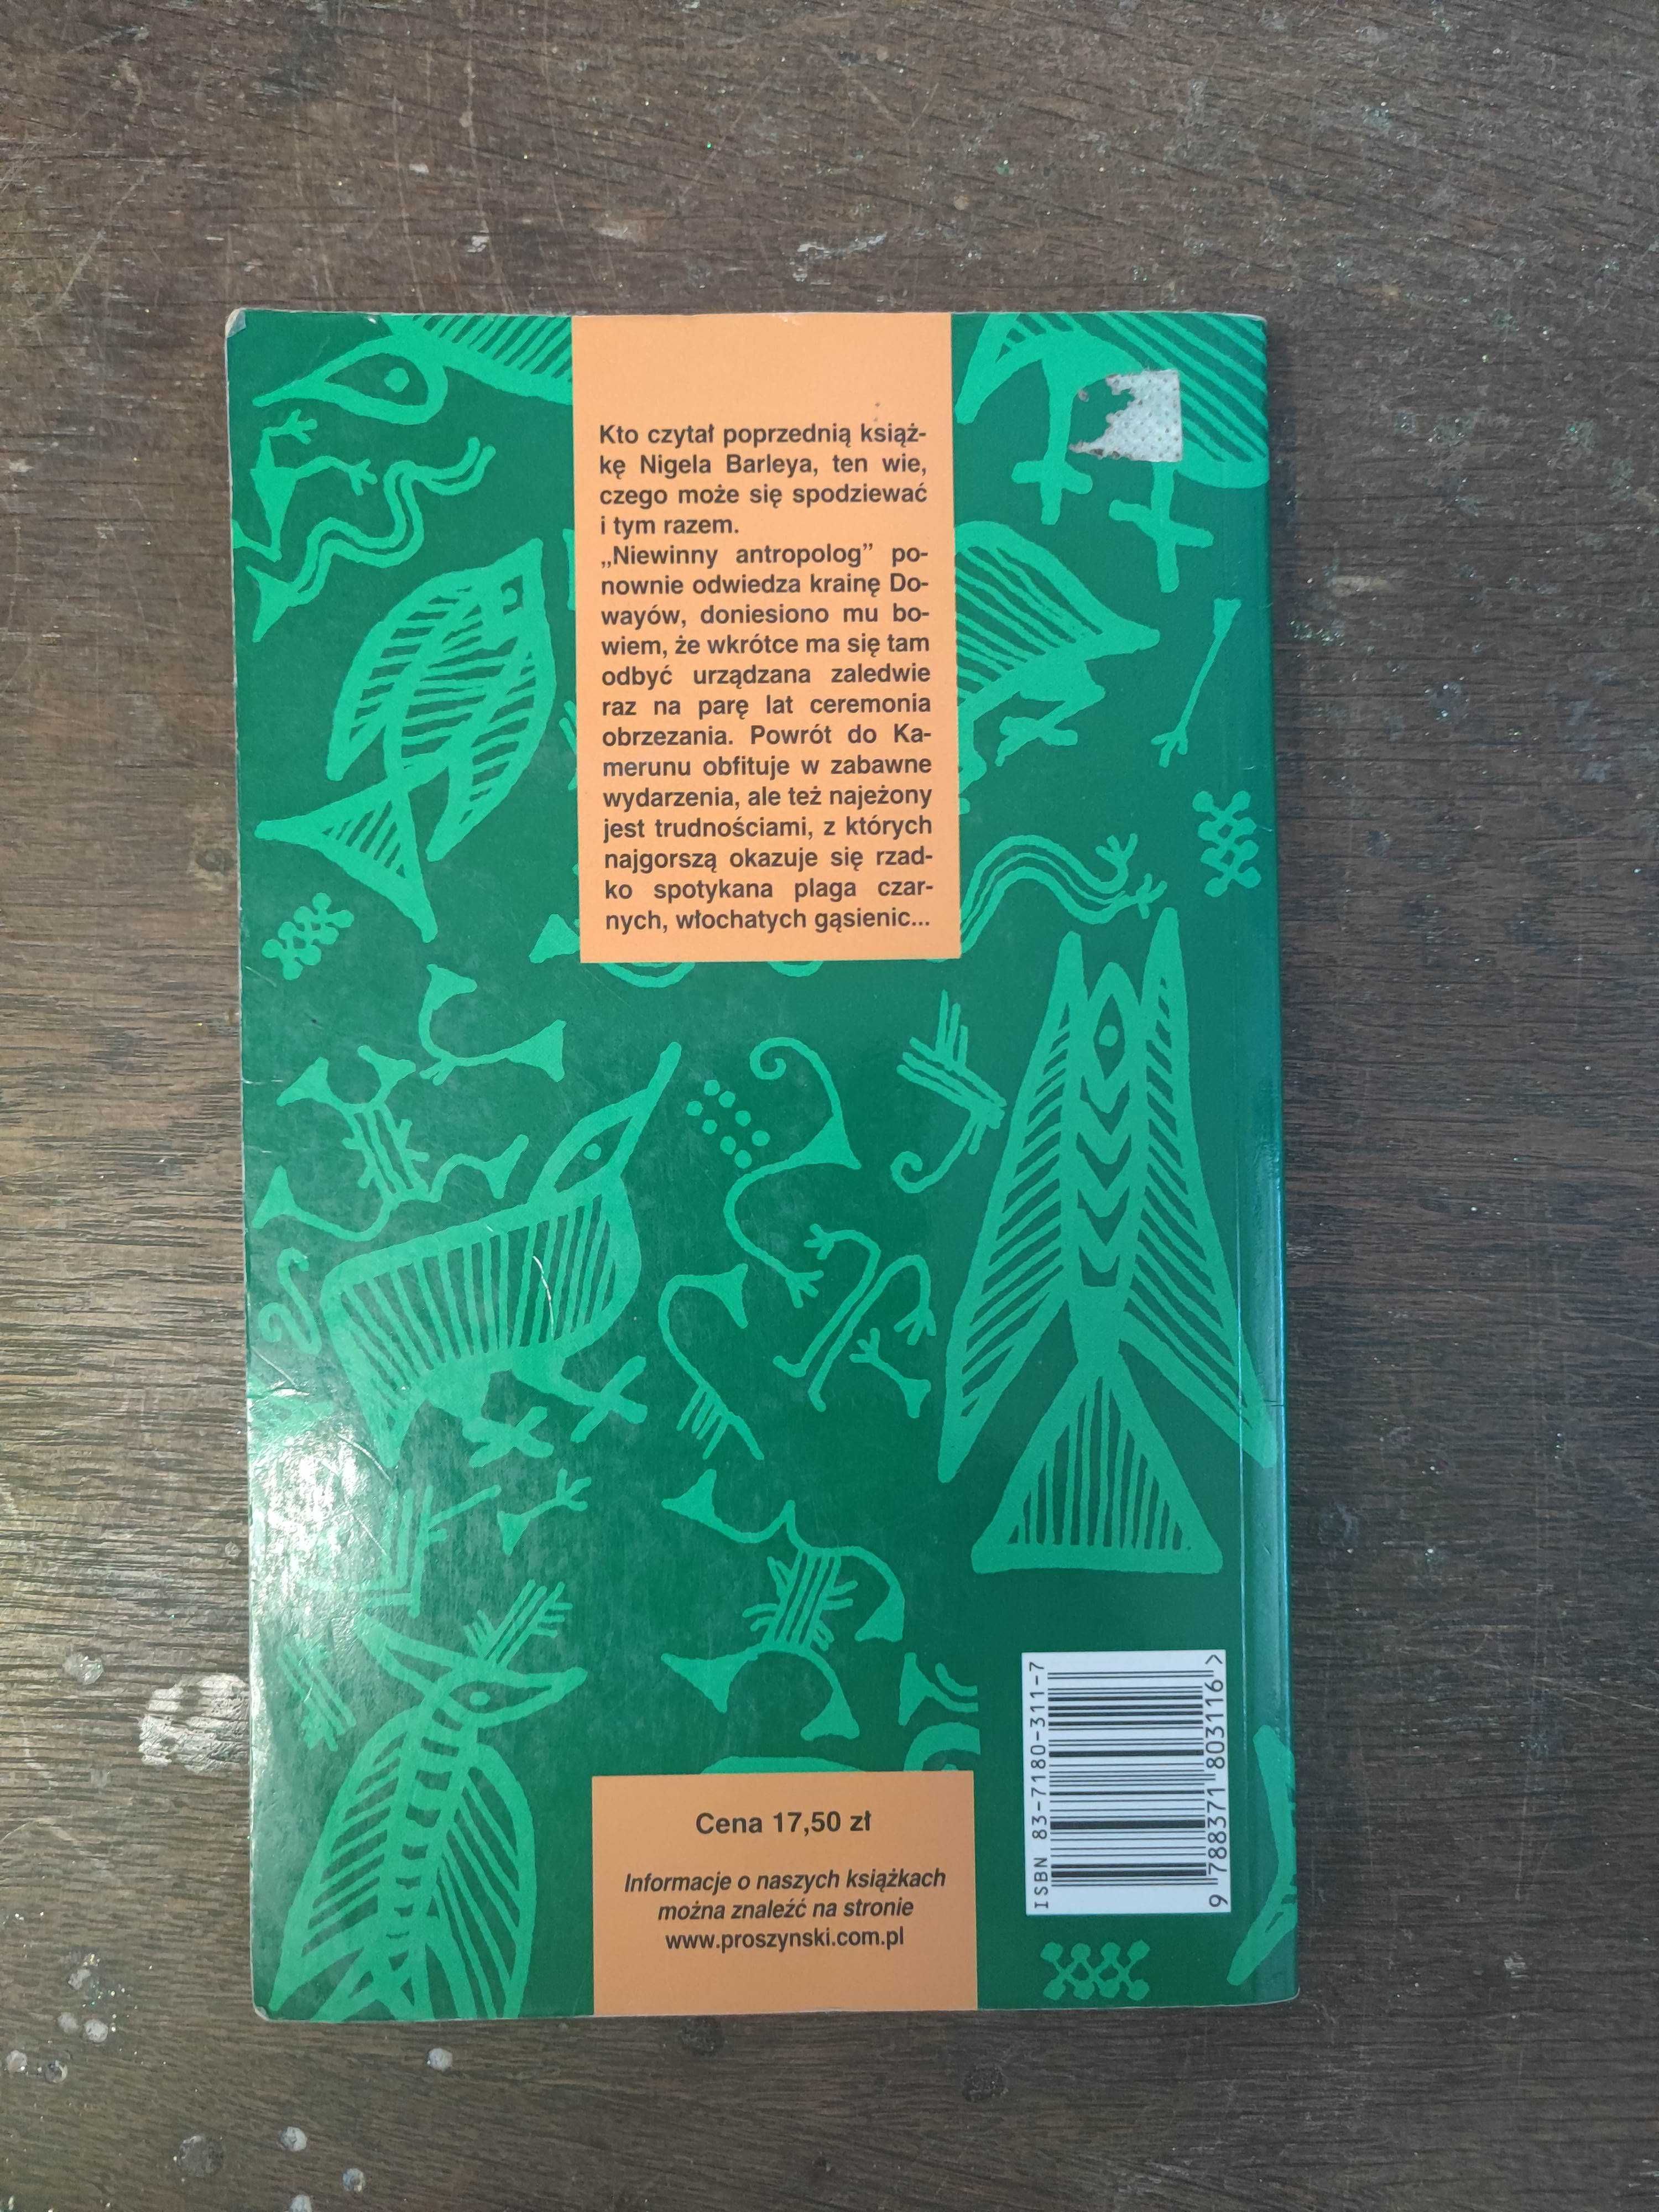 Kto czytał poprzednią książ-
kę Nigela Barleya, ten wie,
czego może się spodziewać
i tym razem.
„Niewinny antropolog” po-
nownie odwiedza krainę Do-
wayów, doniesiono mu bo-
wiem, że wkrótce ma się tam
odbyć urządzana zaledwie
raz na parę lat ceremonia
obrzezania. Powrót do Ka-
merunu obfituje w zabawne
wydarzenia, ale też najeżony
jest trudnościami, z których
najgorszą okazuje się rzad-
ko spotykana plaga czar-
nych, włochatych gąsienic...
Cena 17,50 zł
Informacje o naszych książkach
można znaleźć na stronie
www.proszynski.com.pl
ISBN 83-7180-311-7
9 788371 803116 >